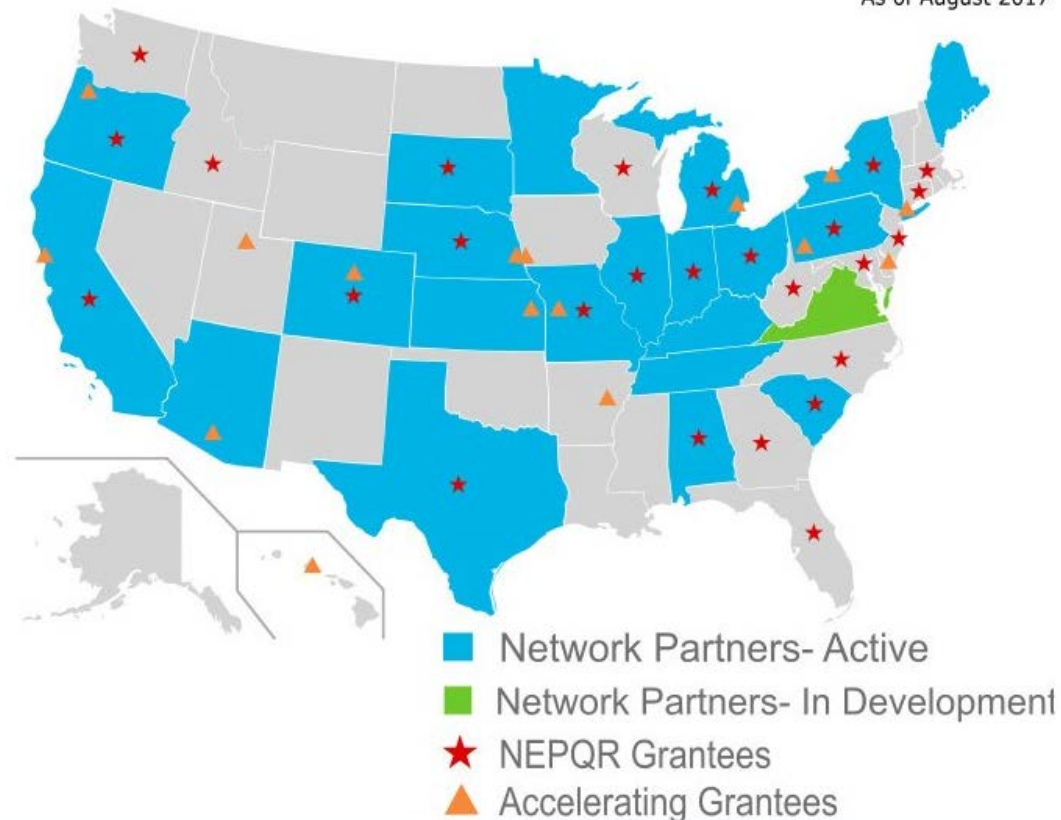 As of August 2017
Network Partners- Active
Network Partners- In Development
NEPQR Grantees
Accelerating Grantees